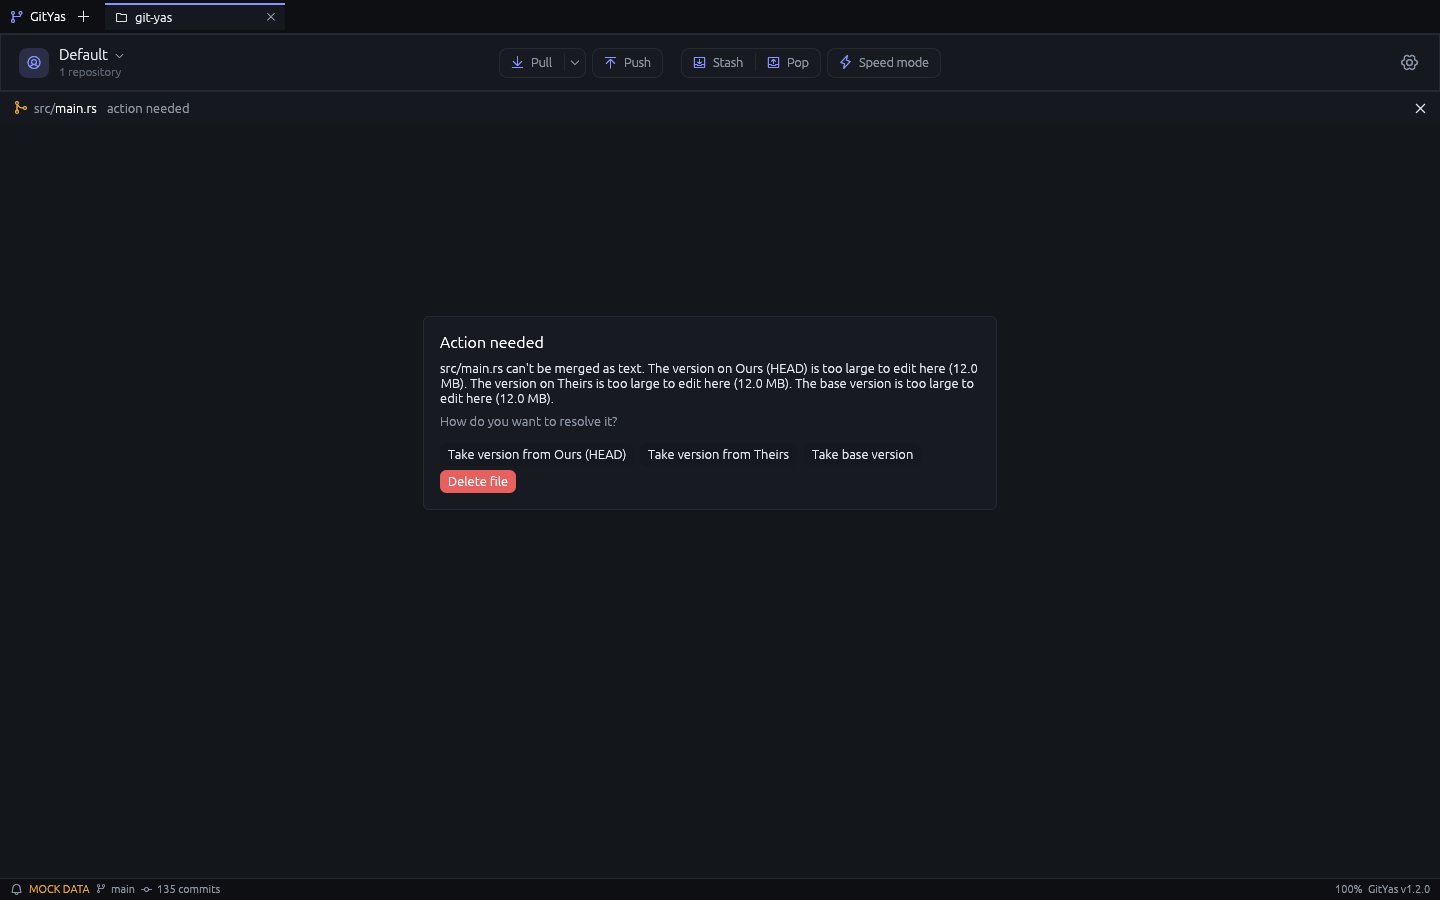 GitYas
git-yas
Default
1 repository
Pull
Push
Stash
Pop
Speed mode
src/main.rs action needed
Action needed
src/main.rs can't be merged as text. The version on Ours (HEAD) is too large to edit here (12.0
MB). The version on Theirs is too large to edit here (12.0 MB). The base version is too large to
edit here (12.0 MB).
How do you want to resolve it?
Take version from Ours (HEAD)
Take version from Theirs
Take base version
Delete file
MOCK DATA
main
135 commits
100%
GitYas v1.2.0